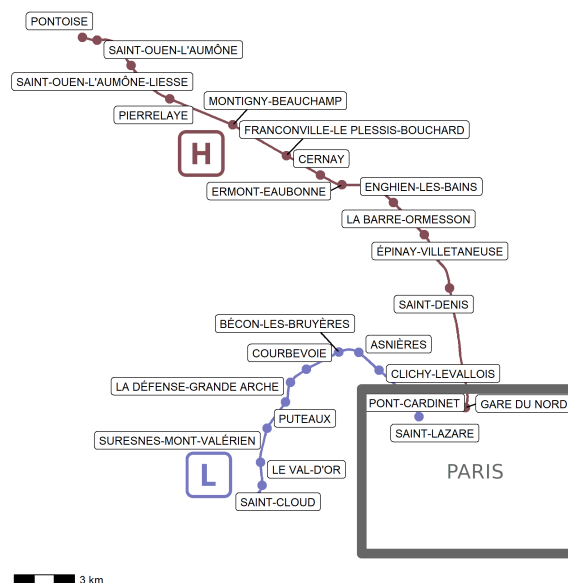 PONTOISE
SAINT-OUEN-L'AUMÔNE
SAINT-OUEN-L'AUMÔNE-LIESSE
MONTIGNY-BEAUCHAMP
PIERRELAYE
FRANCONVILLE-LE PLESSIS-BOUCHARD
H
CERNAY
ENGHIEN-LES-BAINS
ERMONT-EAUBONNE
LA BARRE-ORMESSON
ÉPINAY-VILLETANEUSE
SAINT-DENIS
BÉCON-LES-BRUYÈRES
ASNIÈRES
COURBEVOIE
CLICHY-LEVALLOIS
LA DÉFENSE-GRANDE ARCHE
PONT-CARDINET
GARE DU NORD
PUTEAUX
SAINT-LAZARE
SURESNES-MONT-VALÉRIEN
LE VAL-D'OR
L
PARIS
SAINT-CLOUD
3 km